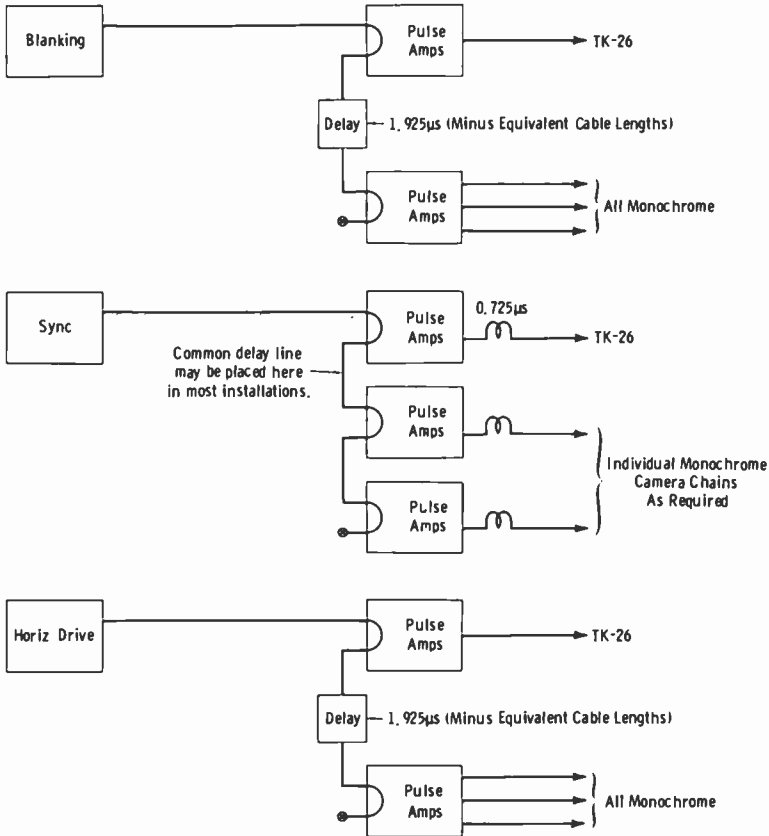 Blanking
Pulse
Amps
TK-26
Delay
1.925µs (Minus Equivalent Cable Lengths)
Pulse
Amps
All Monochrome
Sync
Pulse
Amps
0.725µs
TK-26
Common delay line
may be placed here
in most installations.
Pulse
Amps
Individual Monochrome
Camera Chains
As Required
Pulse
Amps
Horiz Drive
Pulse
Amps
TK-26
Delay
1.925µs (Minus Equivalent Cable Lengths)
Pulse
Amps
All Monochrome